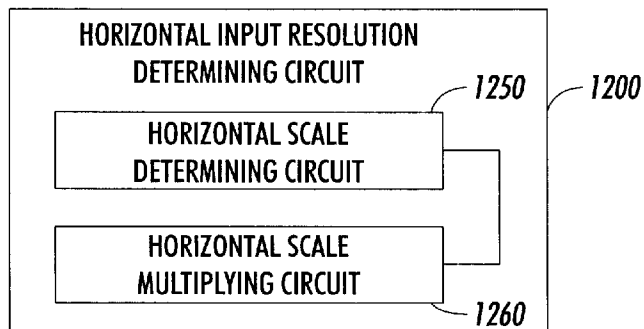 HORIZONTAL INPUT RESOLUTION
DETERMINING CIRCUIT
1250
1200
HORIZONTAL SCALE
DETERMINING CIRCUIT
HORIZONTAL SCALE
MULTIPLYING CIRCUIT
1260